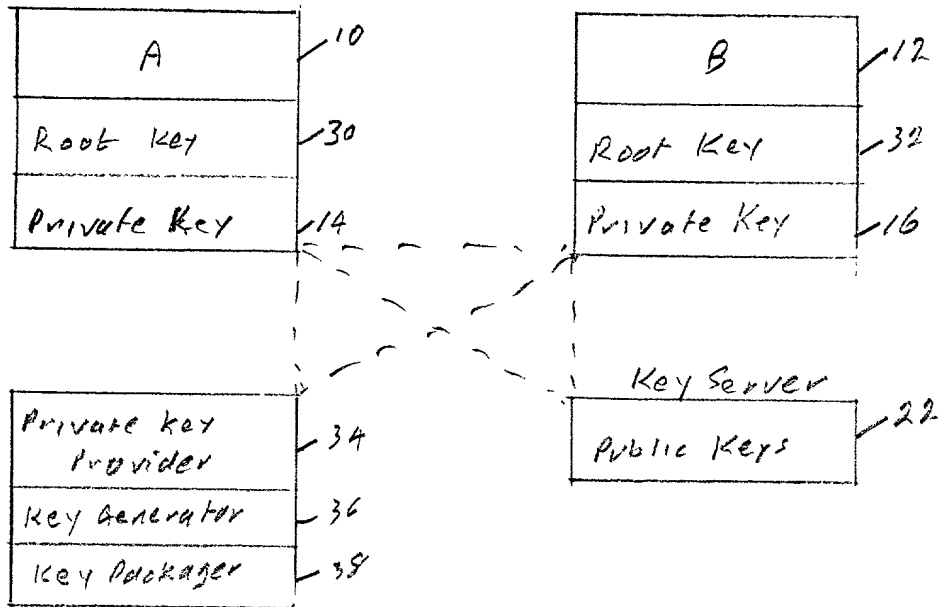 A 10
Root Key 30
Private Key 14
B 12
Root Key 32
Private Key 16
Private Key 34
Provider
Key Generator 36
Key Packager 38
Key Server
Public Keys 22